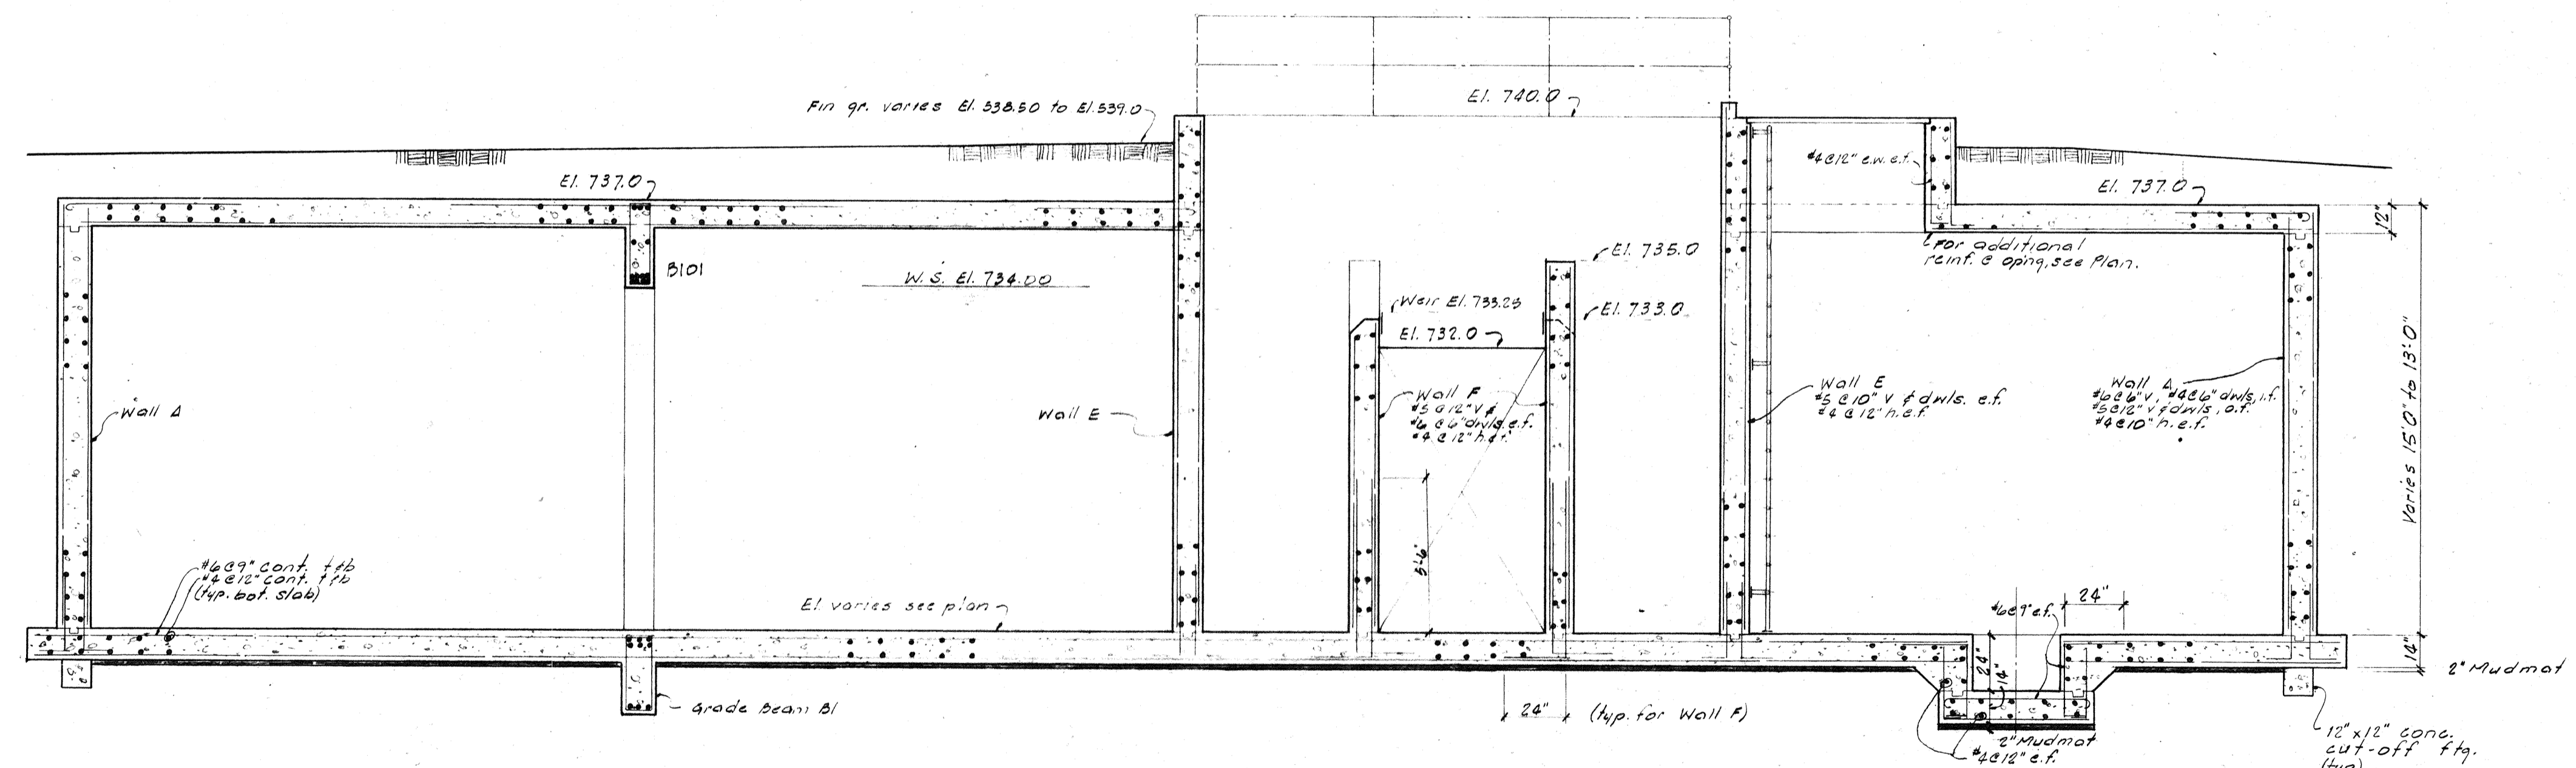 El. 740.0
Fin gr. varies El. 538.50 to El. 539.0
#4@12" e.w. e.f.
El. 737.0
El. 737.0
12"
For additional
reinf. @ opng, see Plan.
El. 735.0
B101
W.S. El. 734.00
Weir El. 733.25
El. 733.0
El. 732.0
Wall A
Wall E
Wall F
#5@12" V &
#6@6" dwls. e.f.
#4@12" h.e.f.
Wall E
#5@10" V & dwls. e.f.
#4@12" h.e.f.
Wall A
#6@6" V, #4@6" dwls, i.f.
#5@12" V & dwls, o.f.
#4@10" h.e.f.
Varies 15'0" to 13'-0"
5'-6"
#6@9" cont. t&b
#4@12" cont. t&b
(typ. bot. slab)
El. varies see plan
#6@9" e.f.
24"
24"
14"
14"
2" Mudmat
Grade Beam B1
24"
(typ. for Wall F)
2" Mudmat
#4@12" e.f.
12"x12" conc.
cut-off ftg.
(typ)